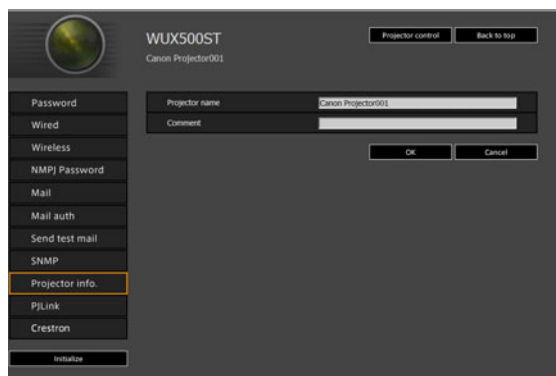 WUX500ST
Canon Projector001
Projector control
Back to top
Password
Wired
Wireless
NMPJ Password
Mail
Mail auth
Send test mail
SNMP
Projector info.
PJLink
Crestron
Initialize
Projector name
Canon Projector001
Comment
OK
Cancel